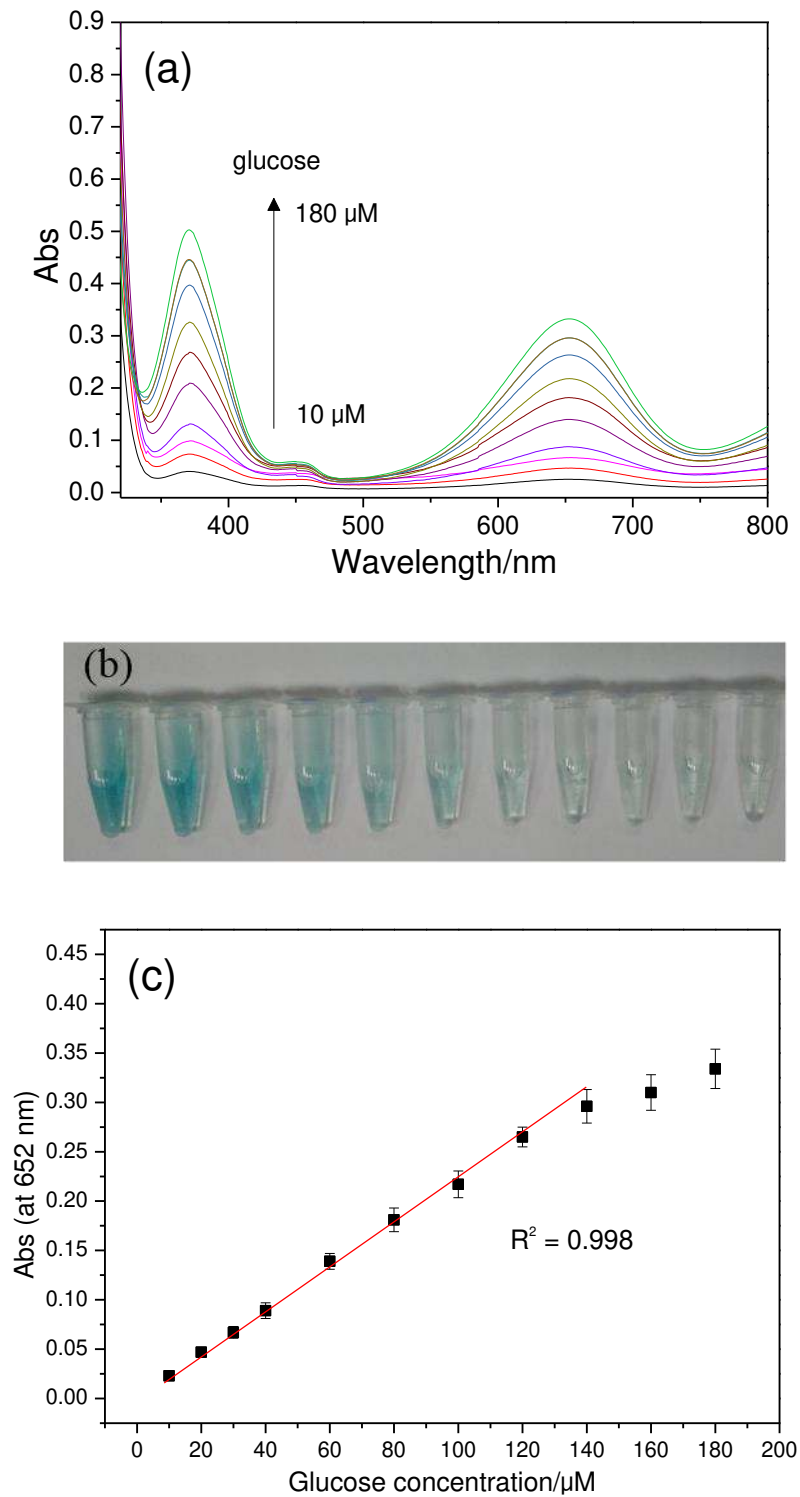 (a)
0.9
0.8
0.7
0.6
0.5
0.4
0.3
0.2
0.1
0.0
Abs
glucose
180 µM
10 µM
400 500 600 700 800
Wavelength/nm
(b)
(c)
0.45
0.40
0.35
0.30
0.25
0.20
0.15
0.10
0.05
0.00
Abs (at 652 nm)
R² = 0.998
0 20 40 60 80 100 120 140 160 180 200
Glucose concentration/µM